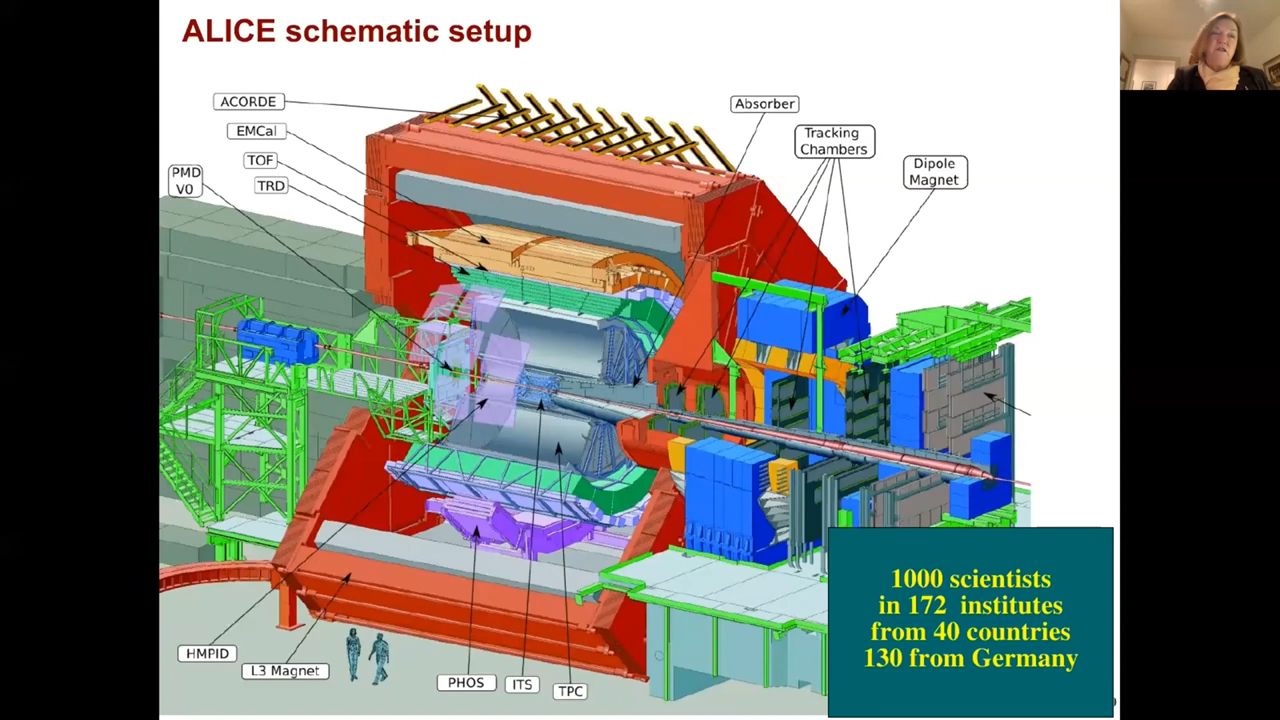 ALICE schematic setup
ACORDE
EMCal
TOF
TRD
PMD
V0
Absorber
Tracking
Chambers
Dipole
Magnet
HMPID
L3 Magnet
PHOS
ITS
TPC
1000 scientists
in 172 institutes
from 40 countries
130 from Germany